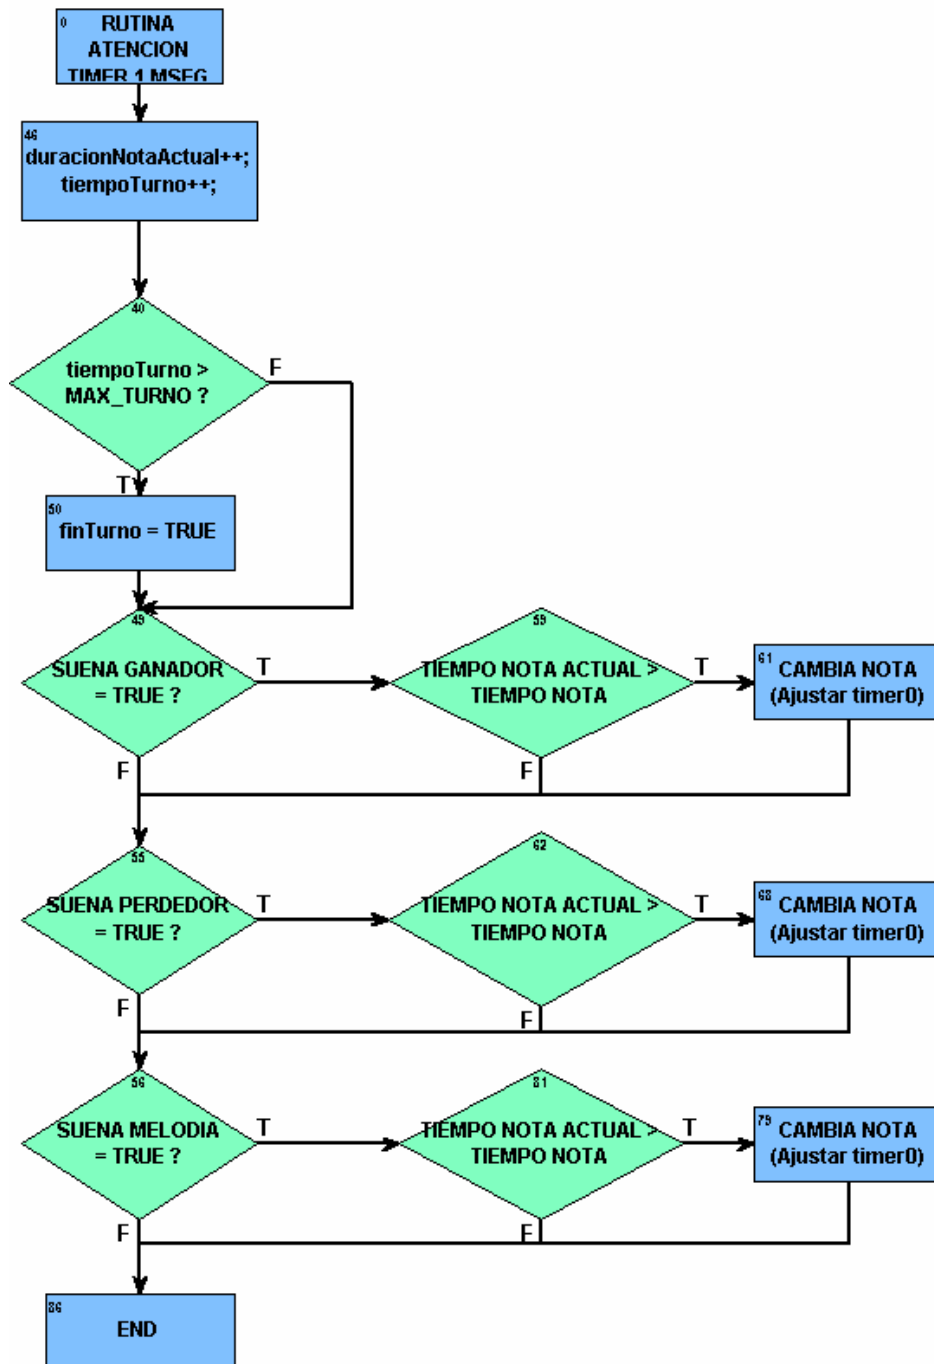 0
RUTINA
ATENCION
TIMER 1 MSEG
46
duracionNotaActual++;
tiempoTurno++;
40
tiempoTurno >
MAX_TURNO ?
F
T
50
finTurno = TRUE
49
SUENA GANADOR
= TRUE ?
T
F
59
TIEMPO NOTA ACTUAL >
TIEMPO NOTA
T
F
61
CAMBIA NOTA
(Ajustar timer0)
55
SUENA PERDEDOR
= TRUE ?
T
F
62
TIEMPO NOTA ACTUAL >
TIEMPO NOTA
T
F
68
CAMBIA NOTA
(Ajustar timer0)
56
SUENA MELODIA
= TRUE ?
T
F
81
TIEMPO NOTA ACTUAL >
TIEMPO NOTA
T
F
79
CAMBIA NOTA
(Ajustar timer0)
86
END